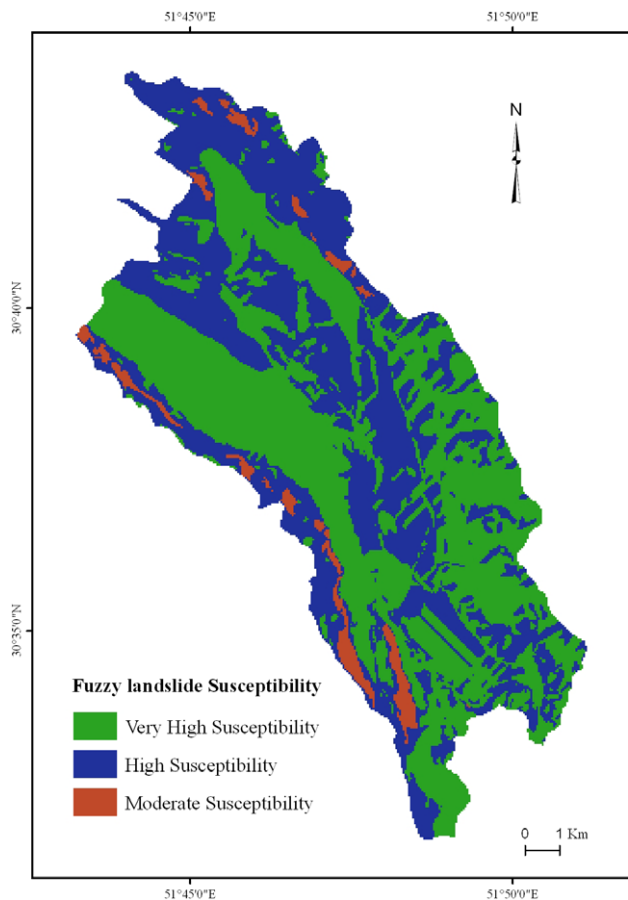 51°45'0"E 51°50'0"E
N
30°40'0"N
30°35'0"N
Fuzzy landslide Susceptibility
Very High Susceptibility
High Susceptibility
Moderate Susceptibility
0 1 Km
51°45'0"E 51°50'0"E